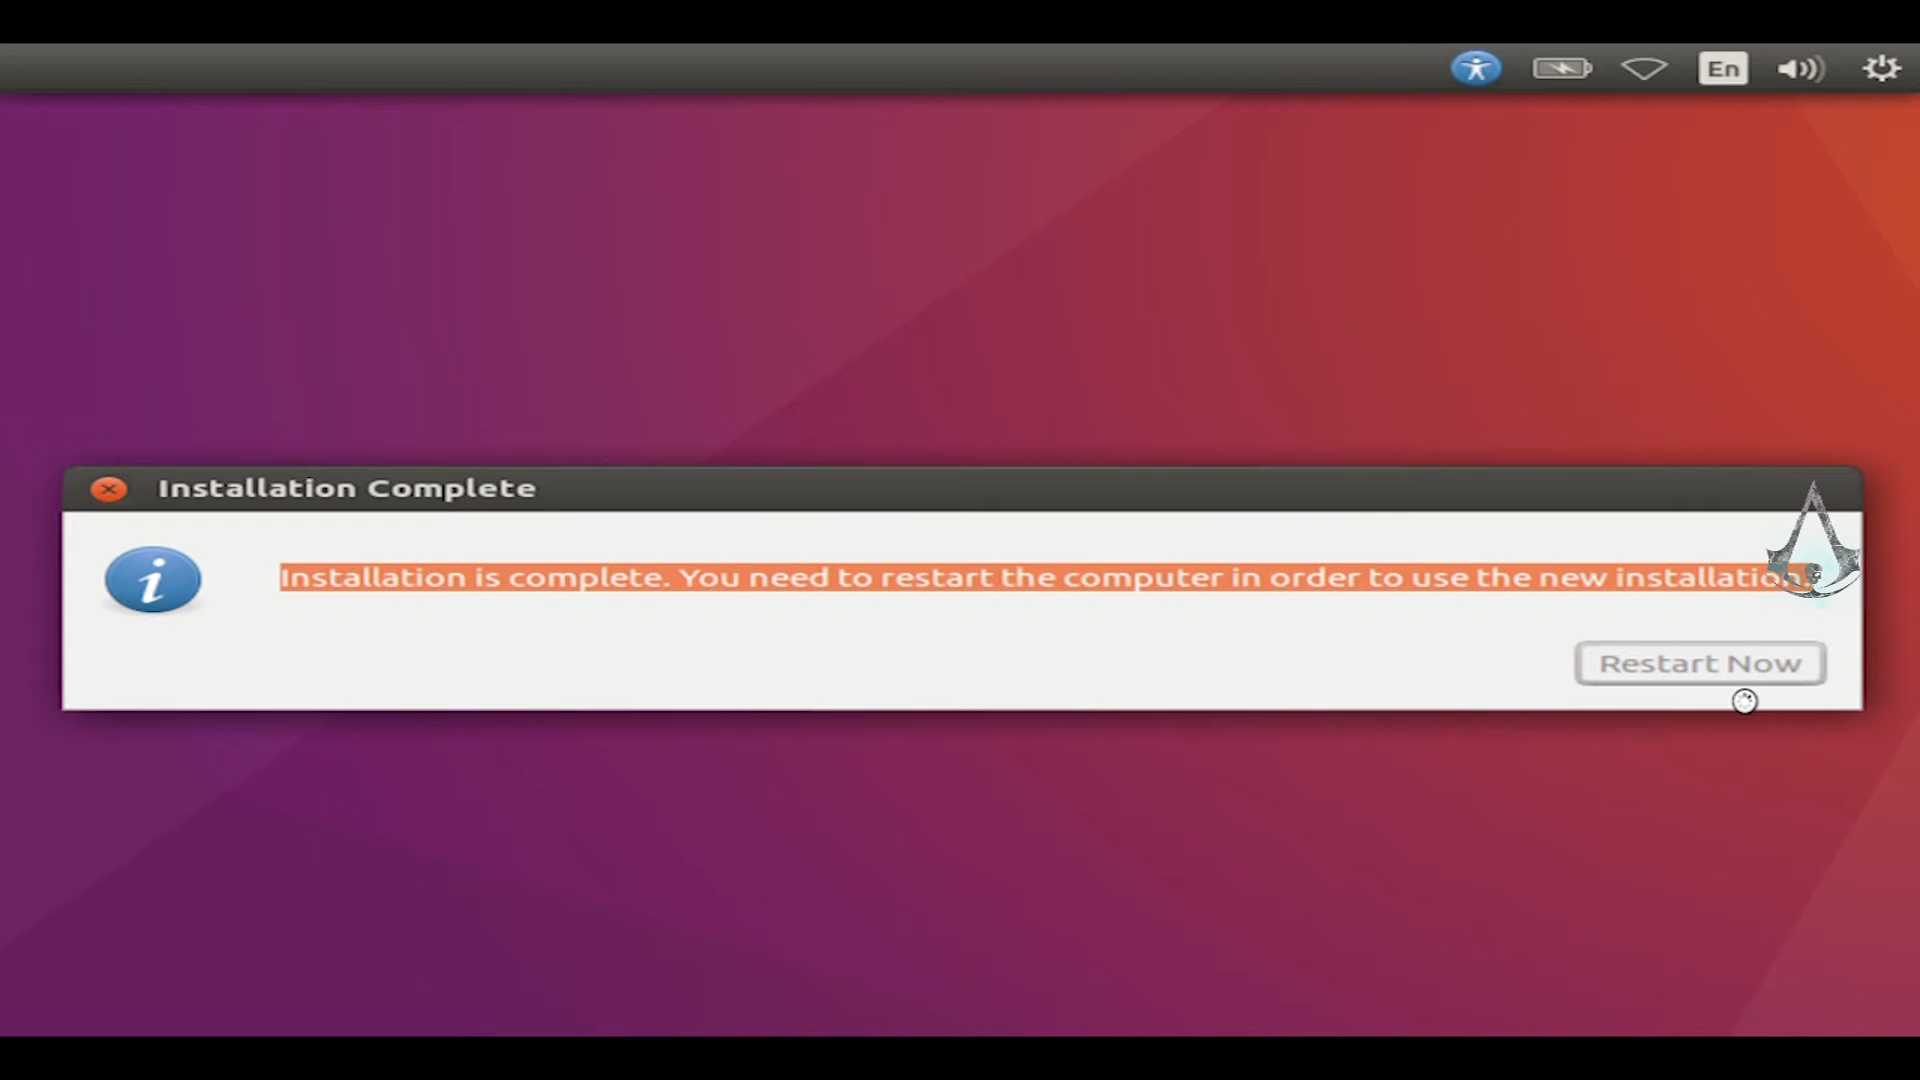 En
Installation Complete
Installation is complete. You need to restart the computer in order to use the new installation.
Restart Now